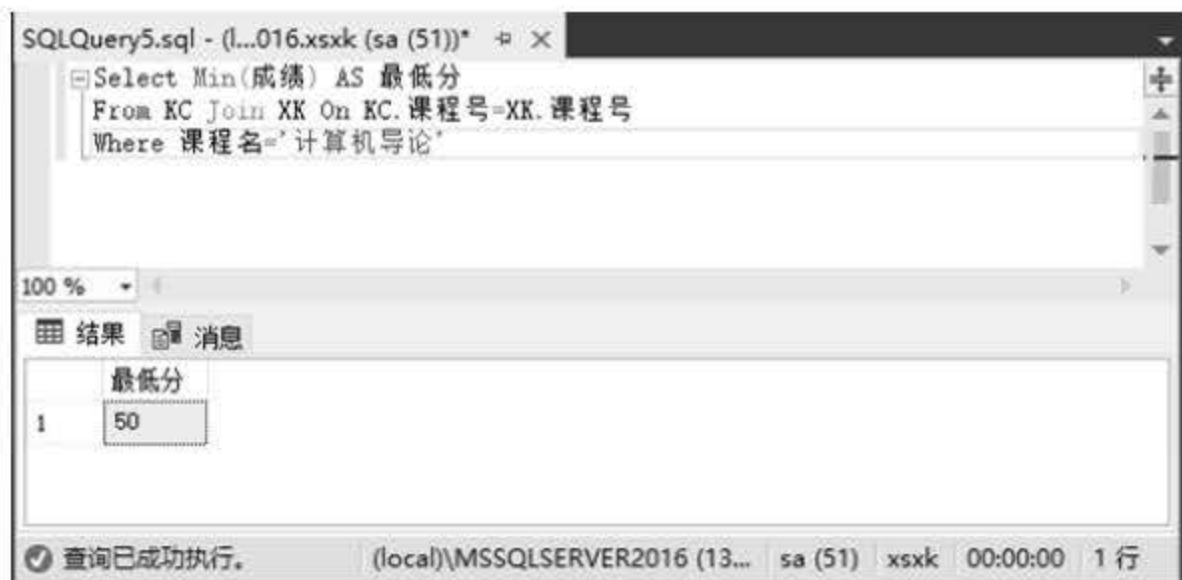 SQLQuery5.sql - (l...016.xsxk (sa (51))*
Select Min(成绩) AS 最低分
From KC Join XK On KC.课程号=XK.课程号
Where 课程名='计算机导论'
100 %
结果 消息
最低分
1 50
查询已成功执行。 (local)\MSSQLSERVER2016 (13... sa (51) xsxk 00:00:00 1 行